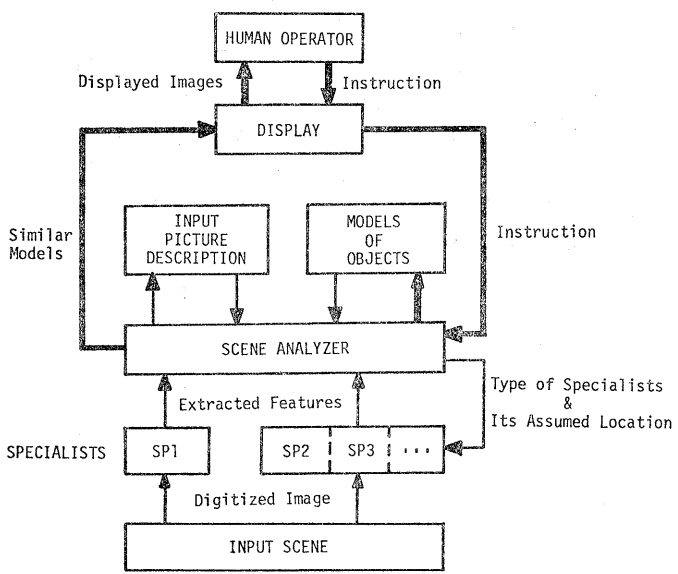 HUMAN OPERATOR
Displayed Images
Instruction
DISPLAY
Similar
Models
INPUT
PICTURE
DESCRIPTION
MODELS
OF
OBJECTS
Instruction
SCENE ANALYZER
Extracted Features
Type of Specialists
&
Its Assumed Location
SPECIALISTS
SP1
SP2
SP3
...
Digitized Image
INPUT SCENE